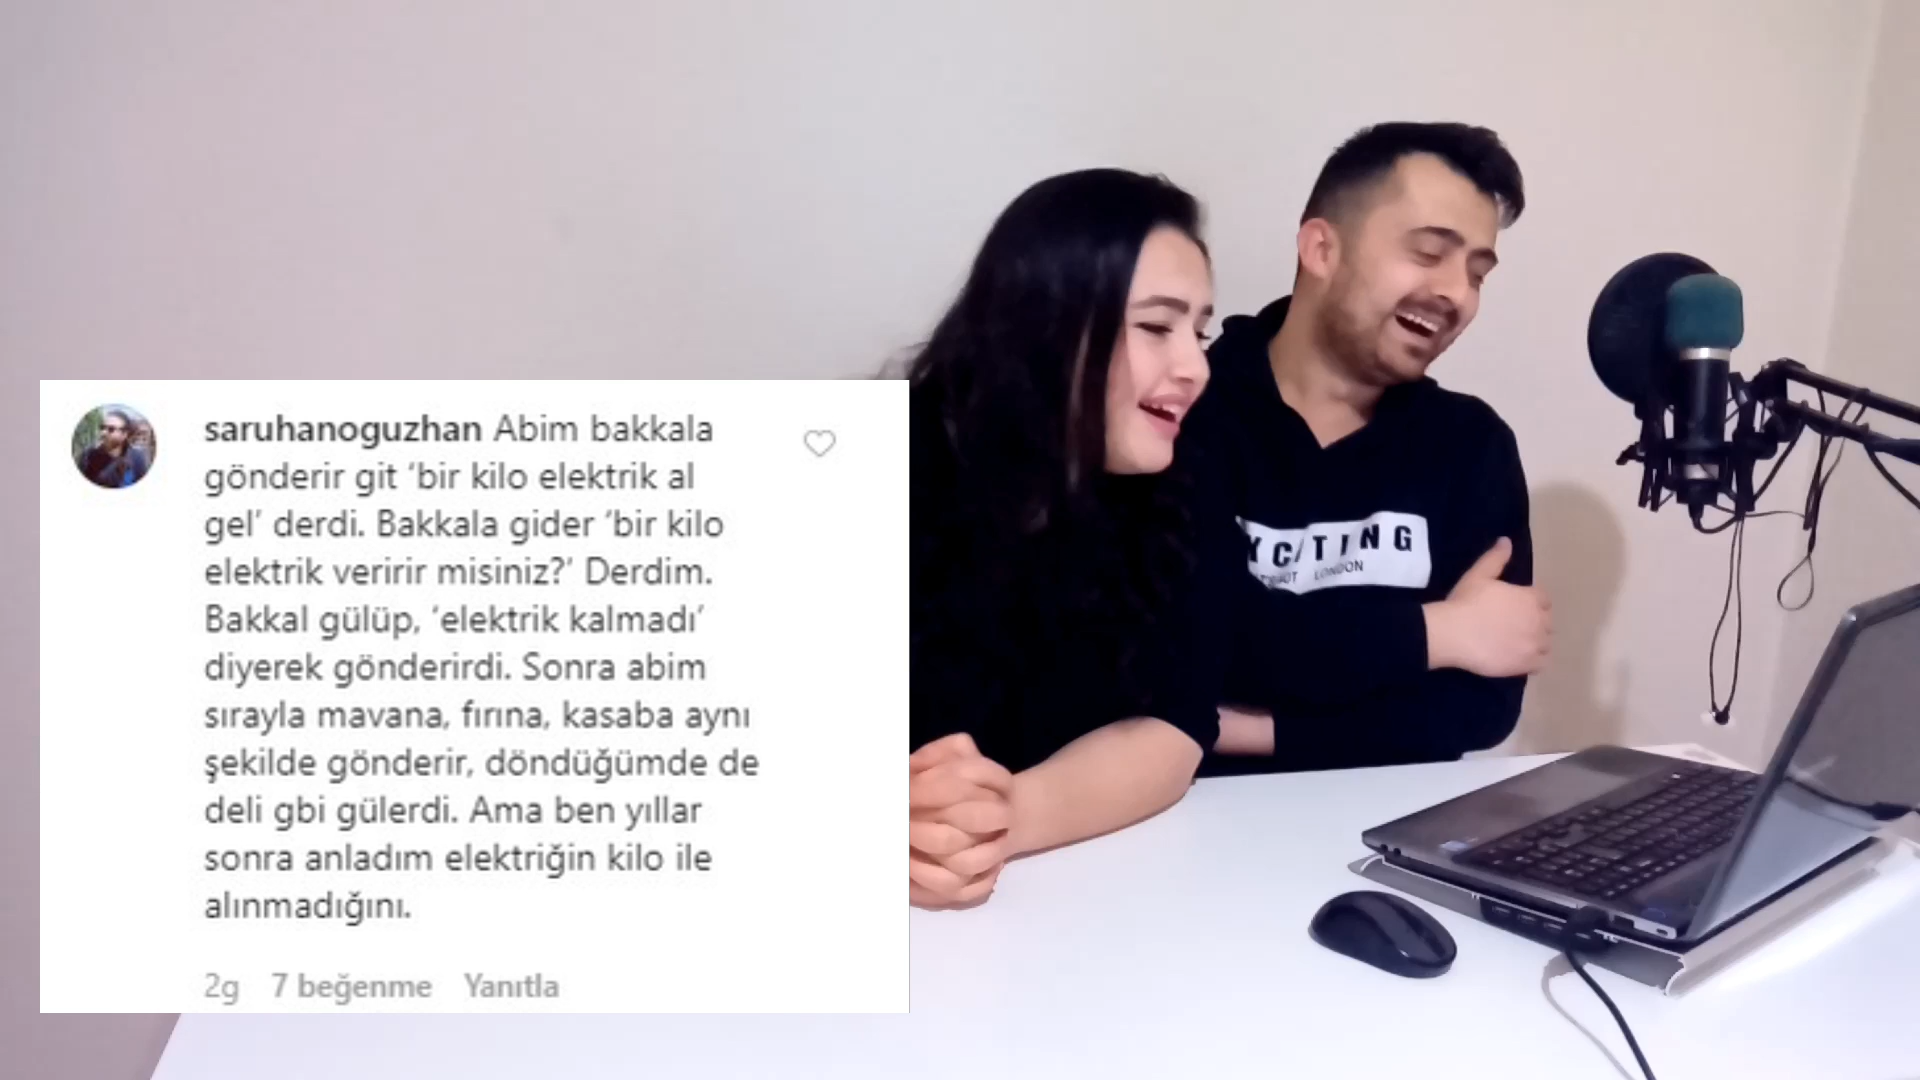 saruhanoguzhan Abim bakkala
gönderir git ‘bir kilo elektrik al
gel’ derdi. Bakkala gider ‘bir kilo
elektrik veririr misiniz?’ Derdim.
Bakkal gülüp, ‘elektrik kalmadı’
diyerek gönderirdi. Sonra abim
sırayla mavana, fırına, kasaba aynı
şekilde gönderir, döndüğümde de
deli gbi gülerdi. Ama ben yıllar
sonra anladım elektriğin kilo ile
alınmadığını.
2g 7 beğenme Yanıtla
LONDON